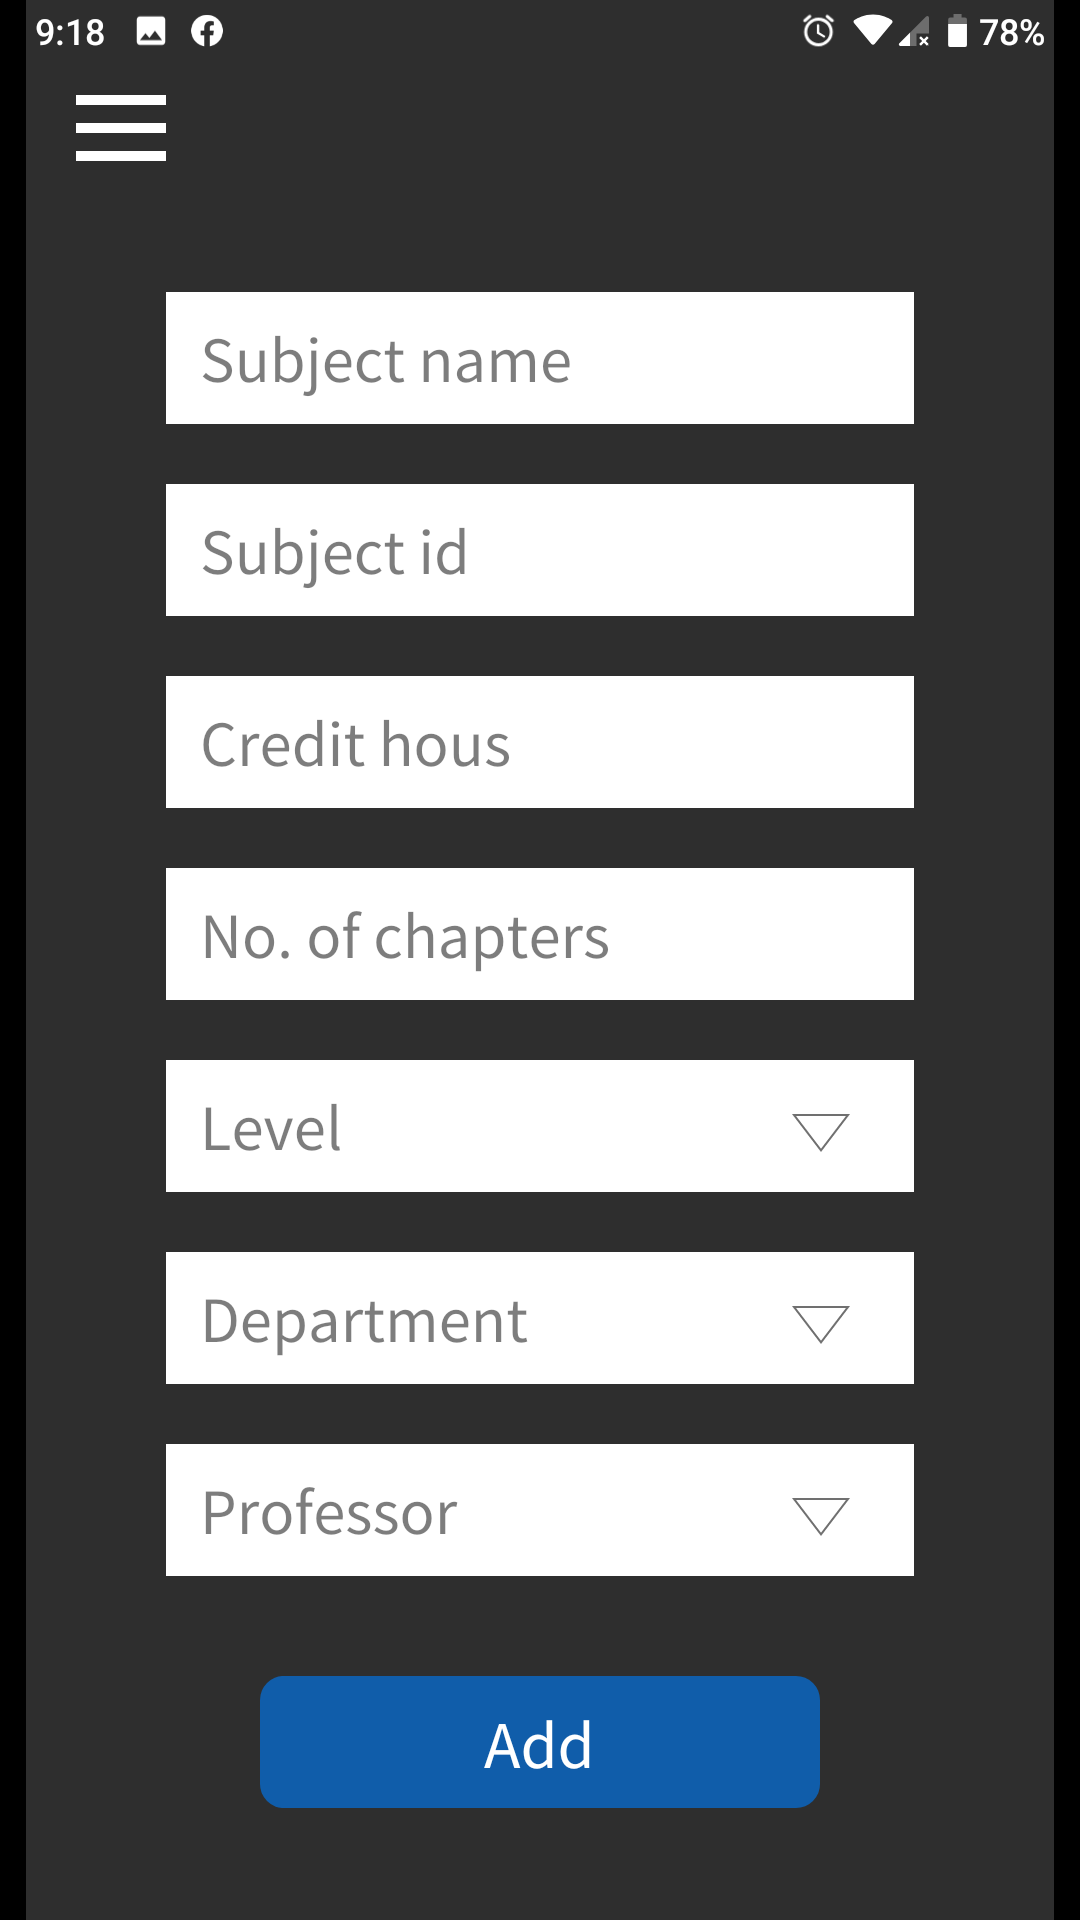 9:18
78%
Subject name
Subject id
Credit hous
No. of chapters
Level
Department
Professor
Add